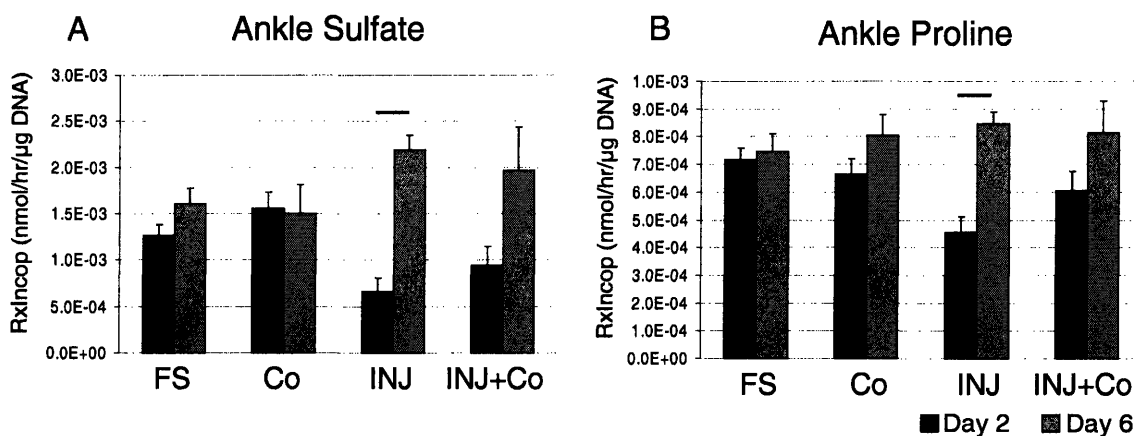 A Ankle Sulfate
RxIncop (nmol/hr/µg DNA)
3.0E-03
2.5E-03
2.0E-03
1.5E-03
1.0E-03
5.0E-04
0.0E+00
FS Co INJ INJ+Co
B Ankle Proline
RxIncop (nmol/hr/µg DNA)
1.0E-03
9.0E-04
8.0E-04
7.0E-04
6.0E-04
5.0E-04
4.0E-04
3.0E-04
2.0E-04
1.0E-04
0.0E+00
FS Co INJ INJ+Co
Day 2 Day 6